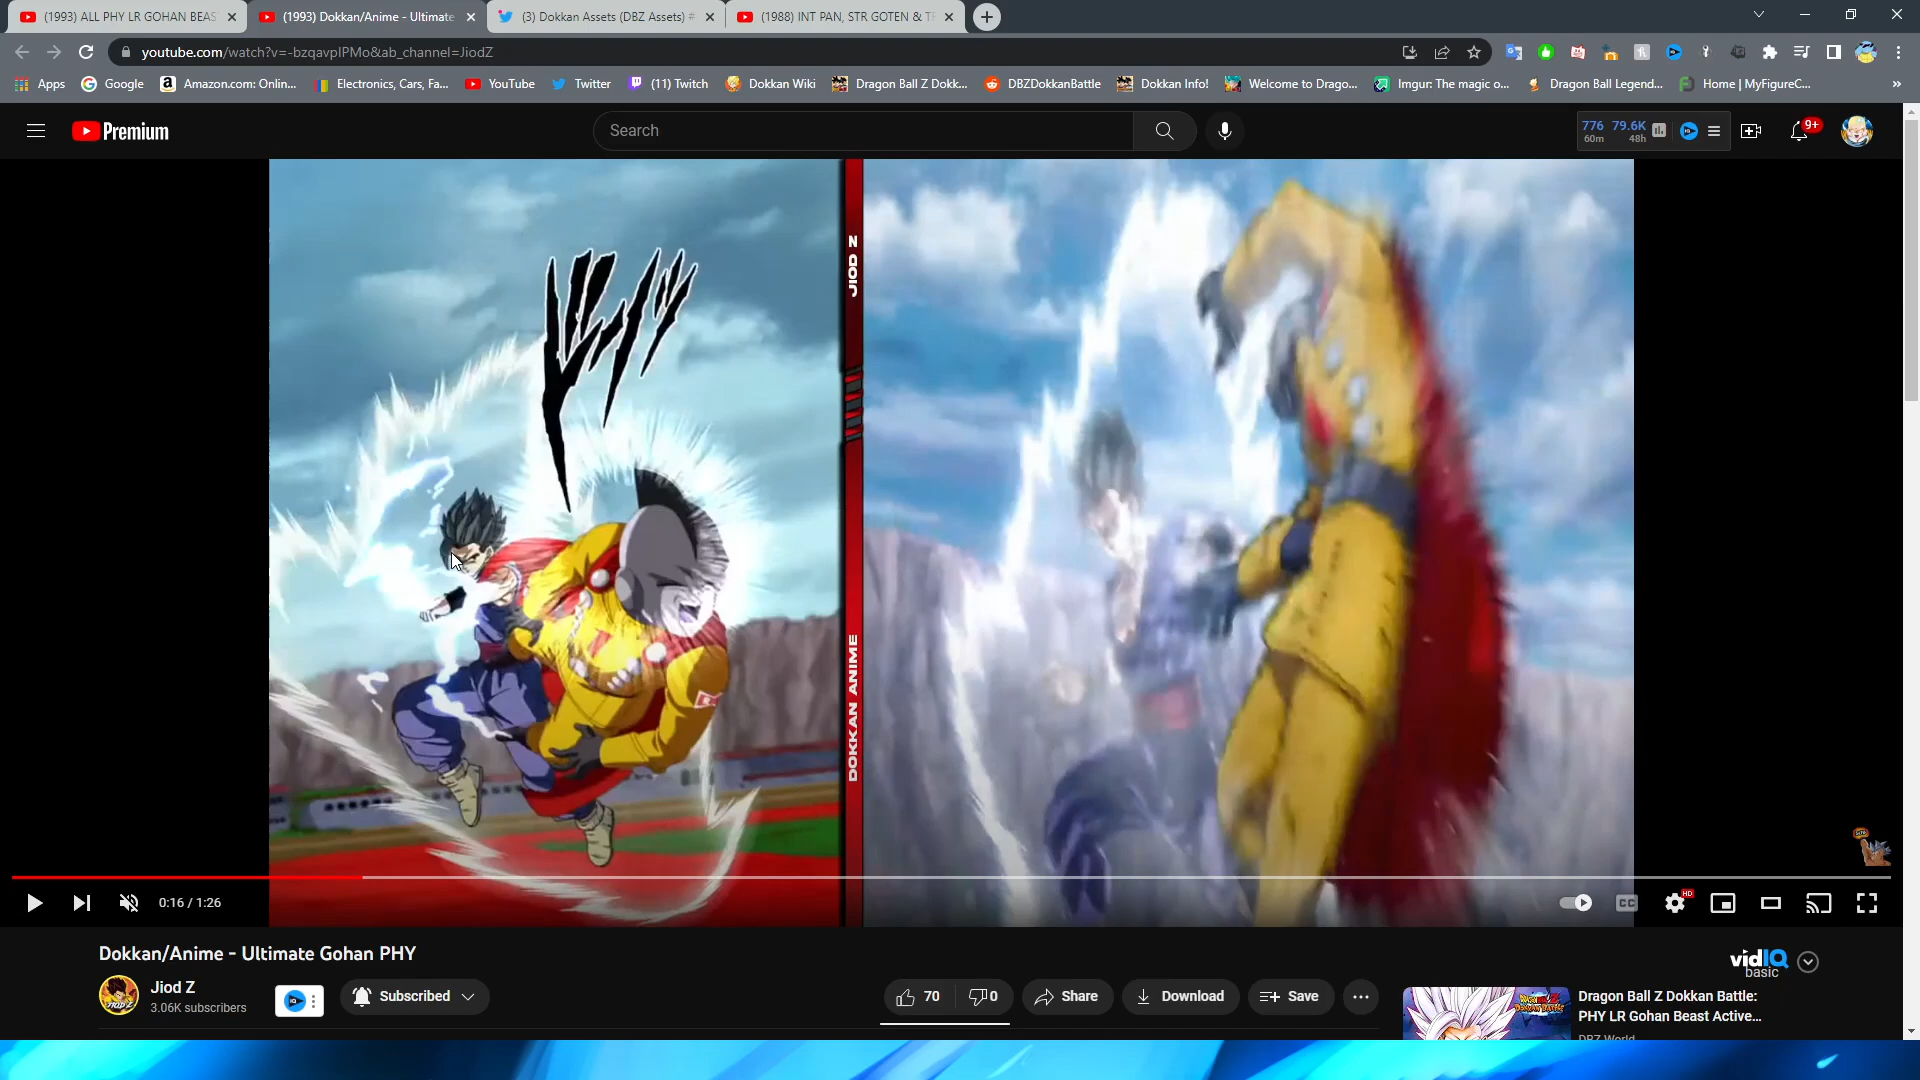 (1993) ALL PHY LR GOHAN BEAS
(1993) Dokkan/Anime - Ultimate
(3) Dokkan Assets (DBZ Assets) #
(1988) INT PAN, STR GOTEN & T
youtube.com/watch?v=-bzqavpIPMo&ab_channel=JiodZ
Apps
Google
Amazon.com: Onlin...
Electronics, Cars, Fa...
YouTube
Twitter
(11) Twitch
Dokkan Wiki
Dragon Ball Z Dokk...
DBZDokkanBattle
Dokkan Info!
Welcome to Drago...
Imgur: The magic o...
Dragon Ball Legend...
Home | MyFigureC...
Premium
Search
776 79.6K
60m 48h
9+
JIOD Z
DOKKAN ANIME
0:16 / 1:26
CC
HD
Dokkan/Anime - Ultimate Gohan PHY
Jiod Z
3.06K subscribers
Subscribed
70
0
Share
Download
Save
vidIQ
basic
Dragon Ball Z Dokkan Battle:
PHY LR Gohan Beast Active...
DBZ World